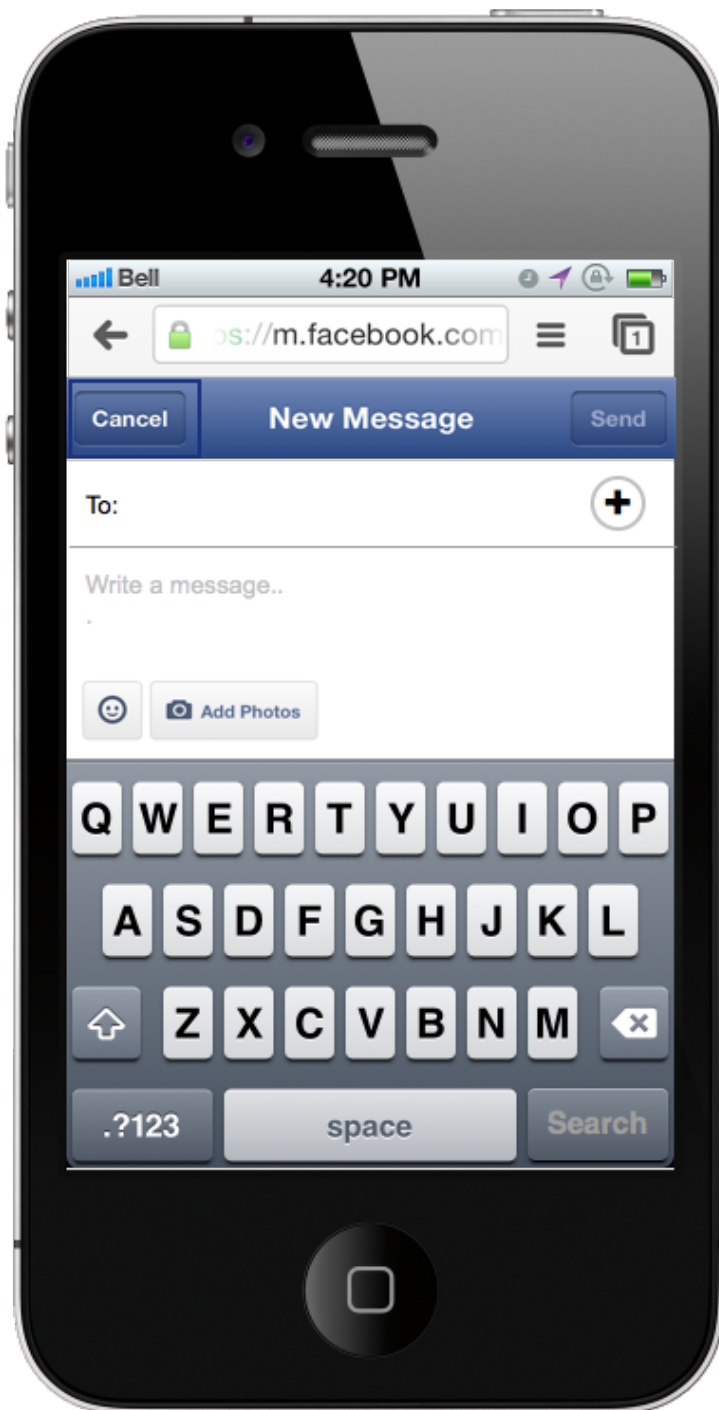 Bell 4:20 PM
ps://m.facebook.com 1
Cancel New Message Send
To:
Write a message..
.
Add Photos
Q W E R T Y U I O P
A S D F G H J K L
Z X C V B N M
.?123 space Search